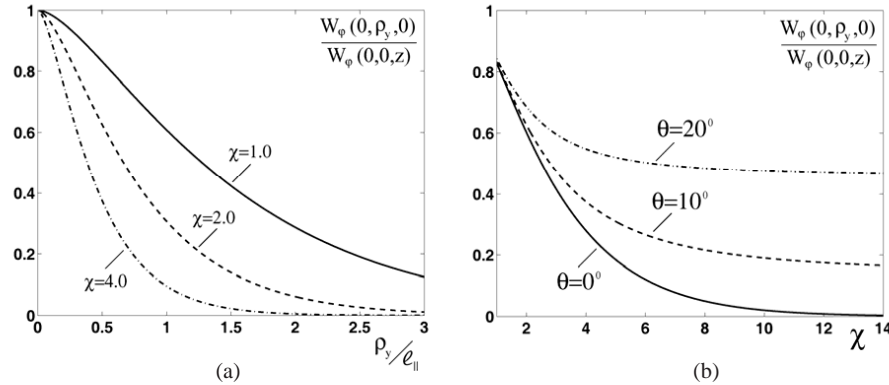 1
0.8
0.6
0.4
0.2
0
0 0.5 1 1.5 2 2.5 3
W_φ(0,ρ_y,0)
W_φ(0,0,z)
χ=1.0
χ=2.0
χ=4.0
ρ_y/ℓ_||
(a)
1
0.8
0.6
0.4
0.2
0
2 4 6 8 10 12 14
W_φ(0,ρ_y,0)
W_φ(0,0,z)
θ=20⁰
θ=10⁰
θ=0⁰
χ
(b)